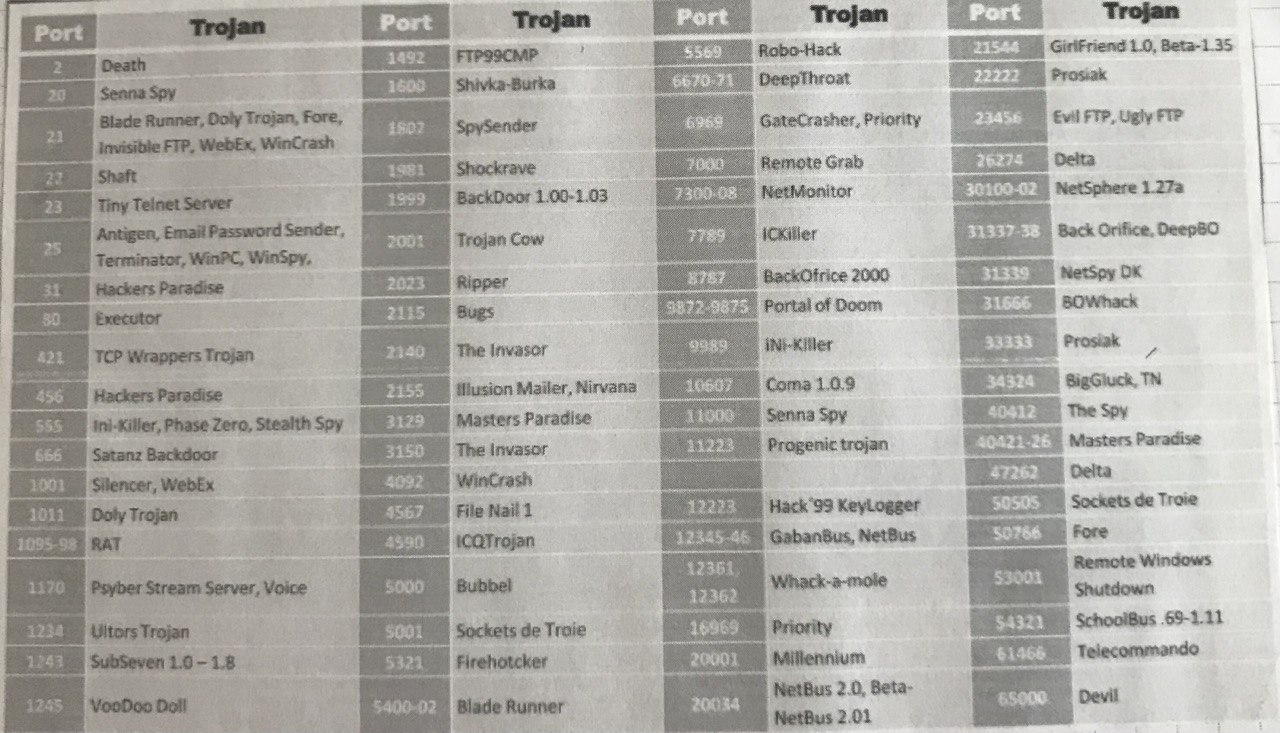 Port Trojan Port Trojan Port Trojan Port Trojan
2 Death 1492 FTP99CMP 5569 Robo-Hack 21544 GirlFriend 1.0, Beta-1.35
20 Senna Spy 1600 Shivka-Burka 6670-71 DeepThroat 22222 Prosiak
21 Blade Runner, Doly Trojan, Fore, 1807 SpySender 6969 GateCrasher, Priority 23456 Evil FTP, Ugly FTP
Invisible FTP, WebEx, WinCrash
22 Shaft 1981 Shockrave 7000 Remote Grab 26274 Delta
23 Tiny Telnet Server 1999 BackDoor 1.00-1.03 7300-08 NetMonitor 30100-02 NetSphere 1.27a
25 Antigen, Email Password Sender, 2001 Trojan Cow 7789 ICKiller 31337-38 Back Orifice, DeepBO
Terminator, WinPC, WinSpy,
31 Hackers Paradise 2023 Ripper 8787 BackOfrice 2000 31339 NetSpy DK
80 Executor 2115 Bugs 9872-9875 Portal of Doom 31666 BOWhack
421 TCP Wrappers Trojan 2140 The Invasor 9989 iNi-Killer 33333 Prosiak
456 Hackers Paradise 2155 Illusion Mailer, Nirvana 10607 Coma 1.0.9 34324 BigGluck, TN
555 Ini-Killer, Phase Zero, Stealth Spy 3129 Masters Paradise 11000 Senna Spy 40412 The Spy
666 Satanz Backdoor 3150 The Invasor 11223 Progenic trojan 40421-26 Masters Paradise
1001 Silencer, WebEx 4092 WinCrash 47262 Delta
1011 Doly Trojan 4567 File Nail 1 12223 Hack'99 KeyLogger 50505 Sockets de Troie
1095-98 RAT 4590 ICQTrojan 12345-46 GabanBus, NetBus 50766 Fore
1170 Psyber Stream Server, Voice 5000 Bubbel 12361, Whack-a-mole 53001 Remote Windows
12362 Shutdown
1234 Ultors Trojan 5001 Sockets de Troie 16969 Priority 54321 SchoolBus .69-1.11
1243 SubSeven 1.0 – 1.8 5321 Firehotcker 20001 Millennium 61466 Telecommando
1245 VooDoo Doll 5400-02 Blade Runner 20034 NetBus 2.0, Beta- 65000 Devil
NetBus 2.01